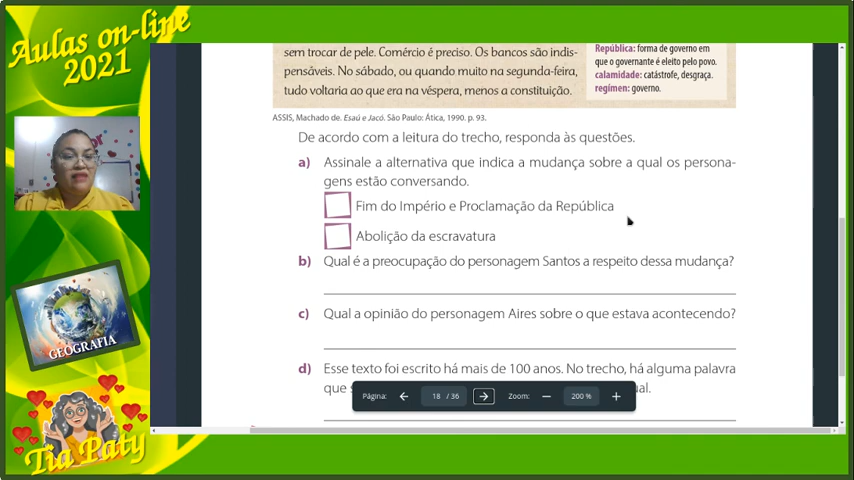 Aulas on-line
2021
sem trocar de pele. Comércio é preciso. Os bancos são indis-
pensáveis. No sábado, ou quando muito na segunda-feira,
tudo voltaria ao que era na véspera, menos a constituição.
República: forma de governo em
que o governante é eleito pelo povo.
calamidade: catástrofe, desgraça.
regímen: governo.
ASSIS, Machado de. Esaú e Jacó. São Paulo: Ática, 1990. p. 93.
De acordo com a leitura do trecho, responda às questões.
a) Assinale a alternativa que indica a mudança sobre a qual os persona-
gens estão conversando.
Fim do Império e Proclamação da República
Abolição da escravatura
b) Qual é a preocupação do personagem Santos a respeito dessa mudança?
c) Qual a opinião do personagem Aires sobre o que estava acontecendo?
d) Esse texto foi escrito há mais de 100 anos. No trecho, há alguma palavra
que
Página: 18 / 36 Zoom: 200 %
GEOGRAFIA
Tia Paty